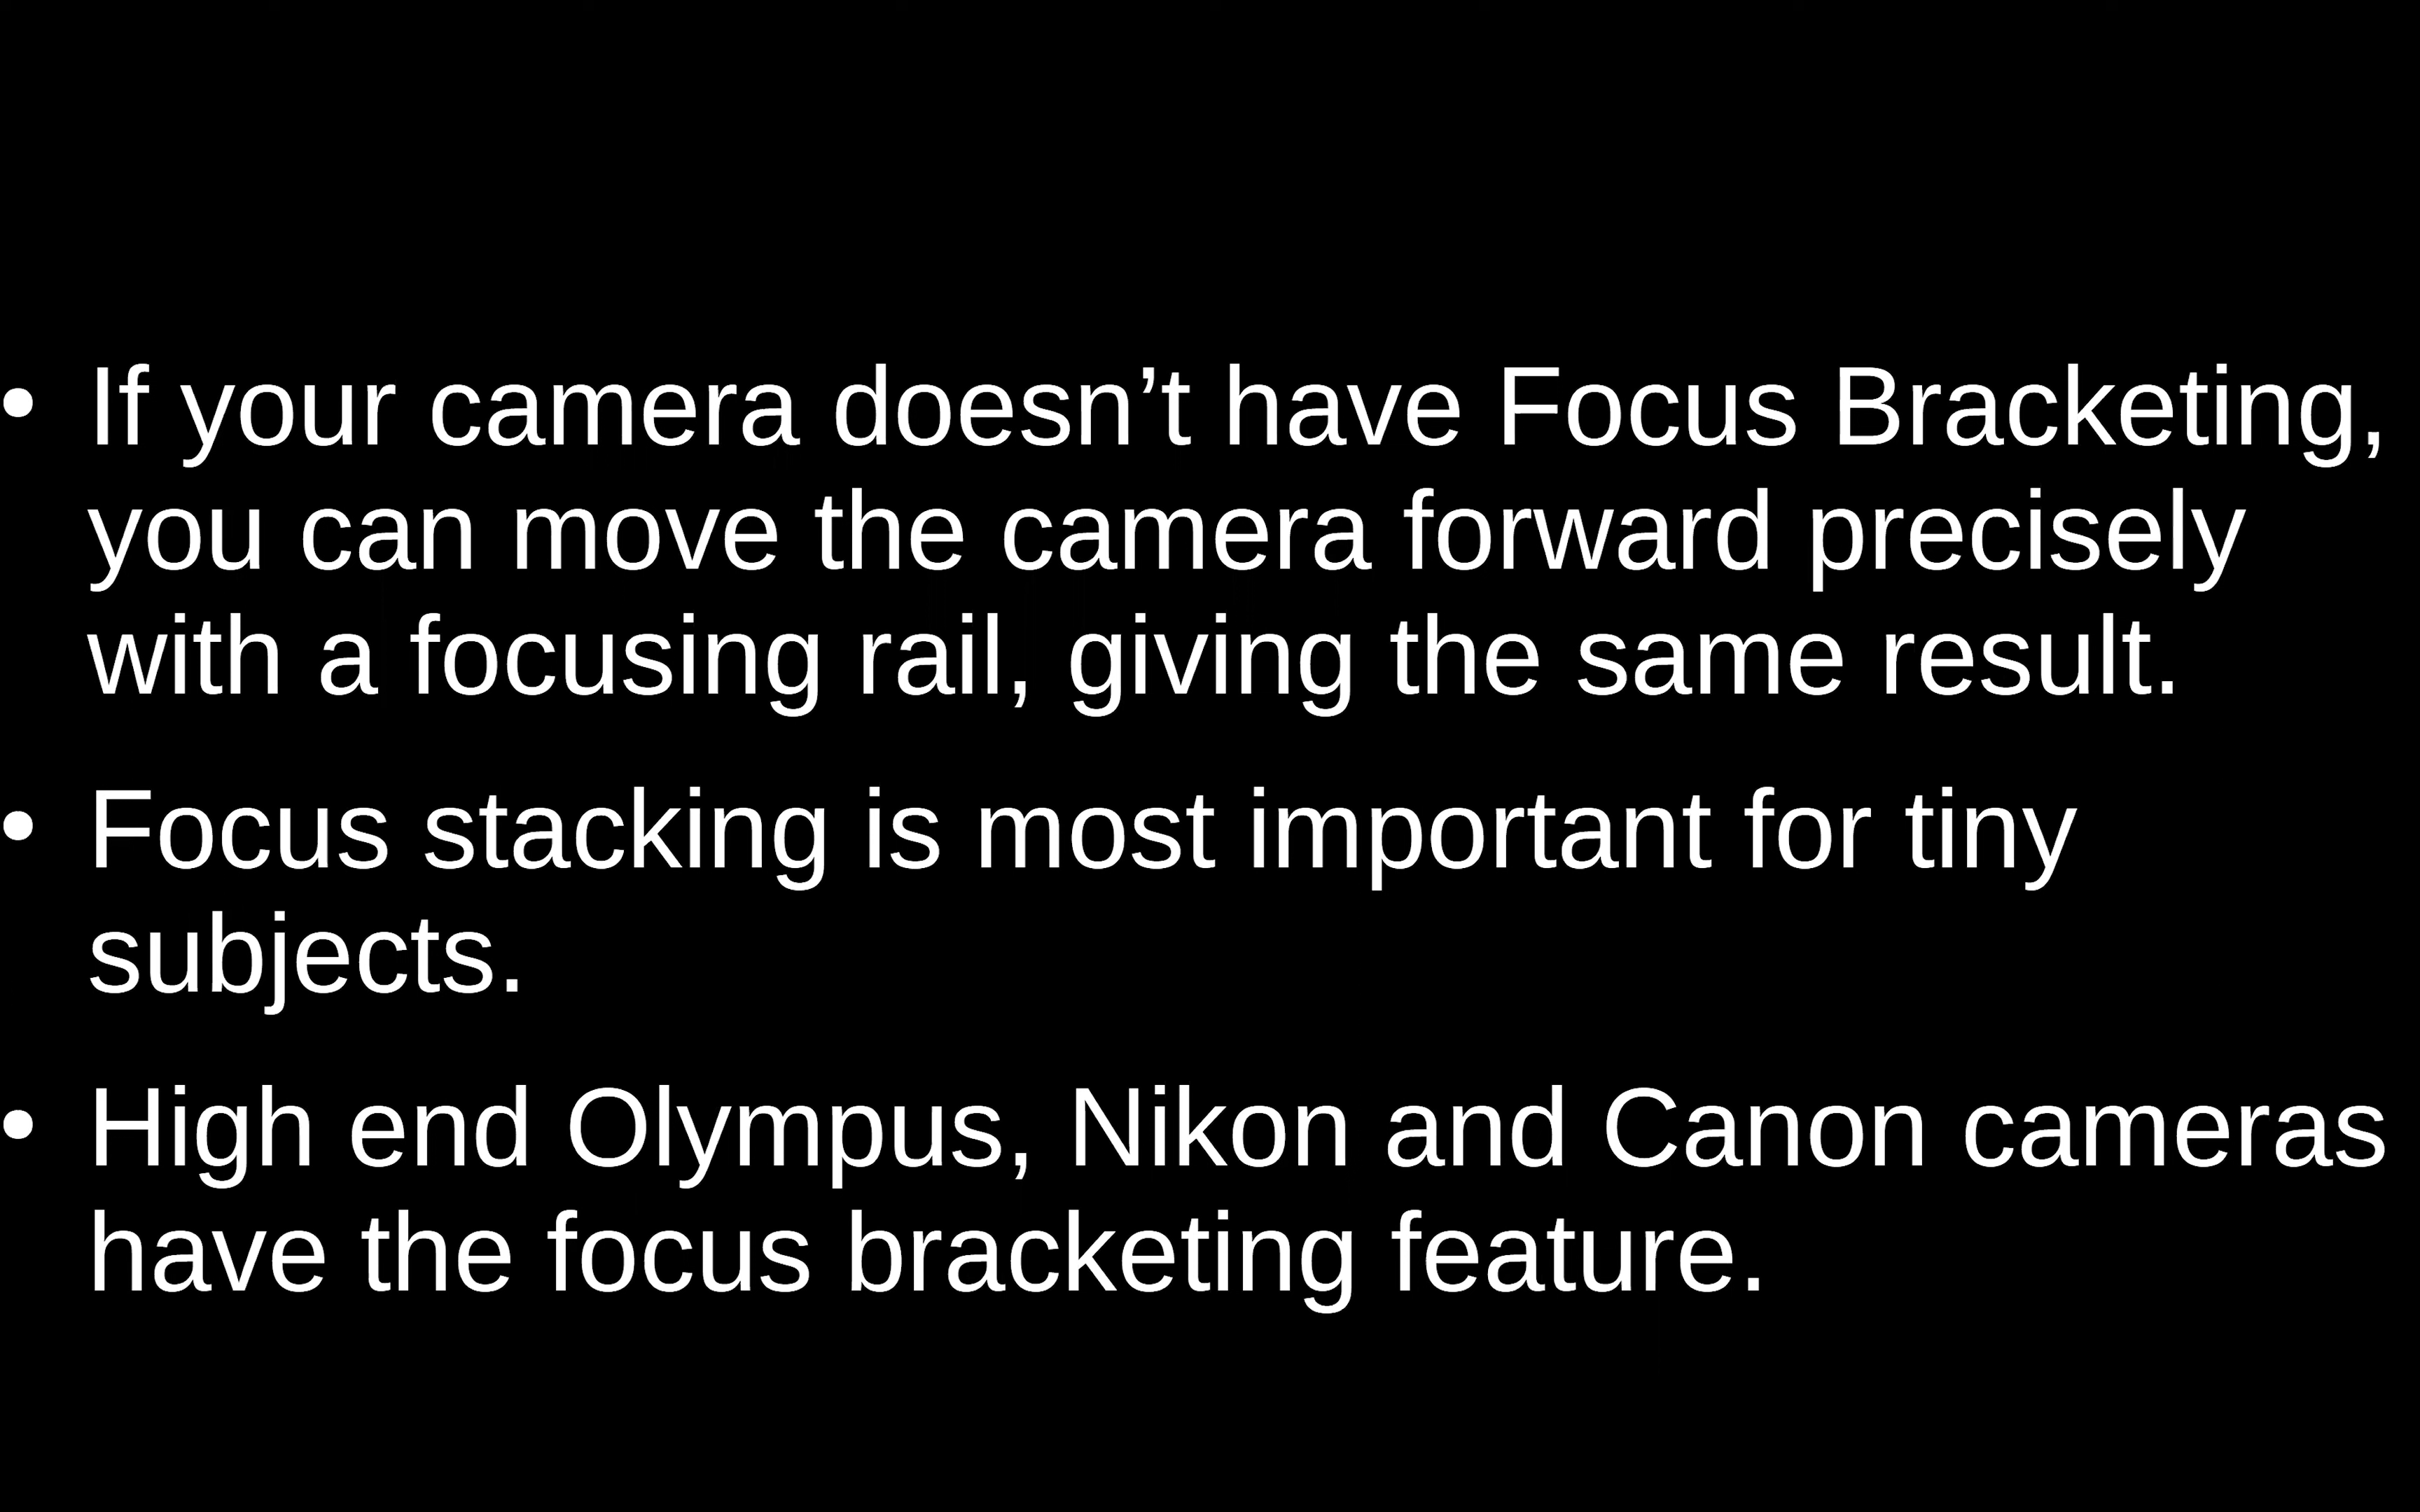 • If your camera doesn’t have Focus Bracketing,
you can move the camera forward precisely
with a focusing rail, giving the same result.
• Focus stacking is most important for tiny
subjects.
• High end Olympus, Nikon and Canon cameras
have the focus bracketing feature.